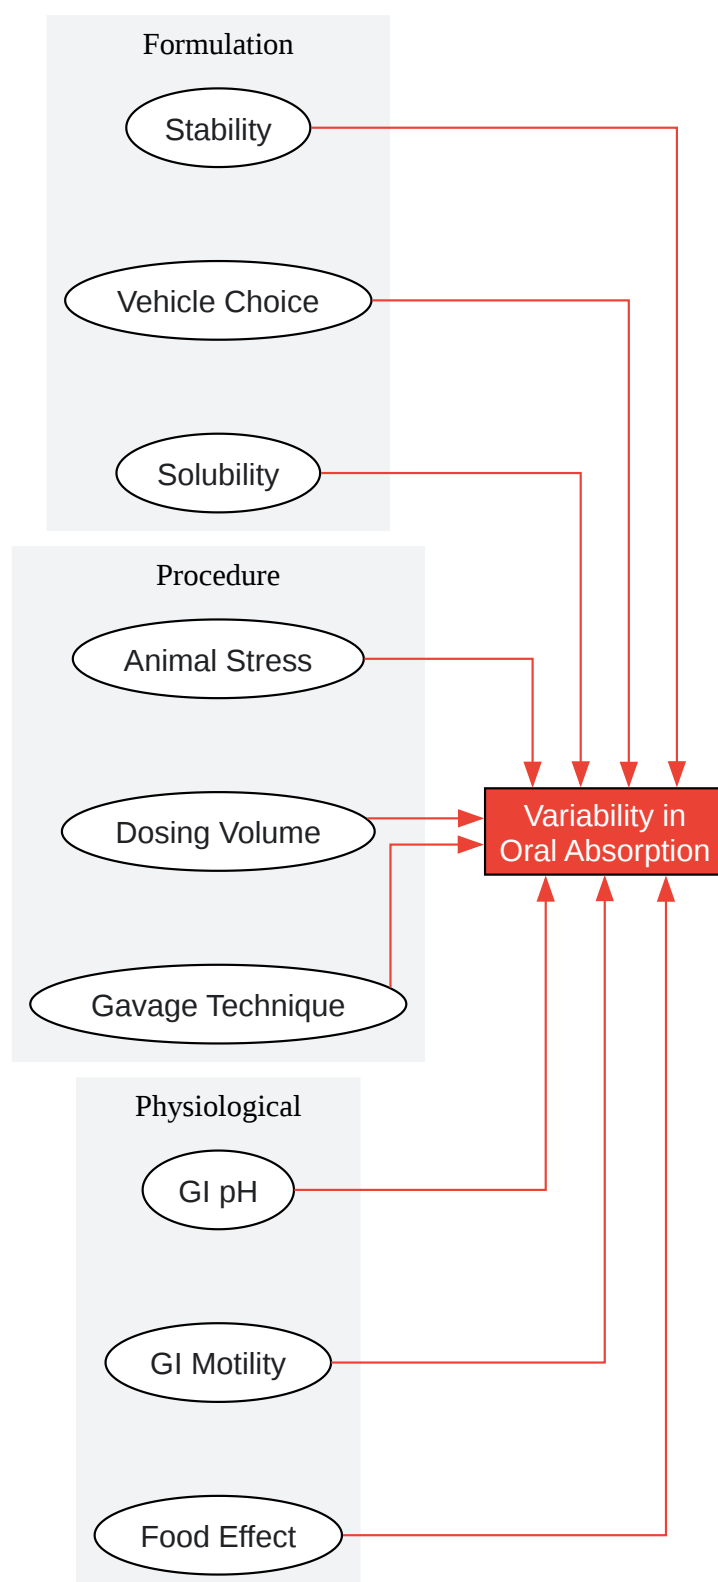 Formulation
Stability
Vehicle Choice
Solubility
Procedure
Animal Stress
Dosing Volume
Variability in
Oral Absorption
Gavage Technique
Physiological
GI pH
GI Motility
Food Effect